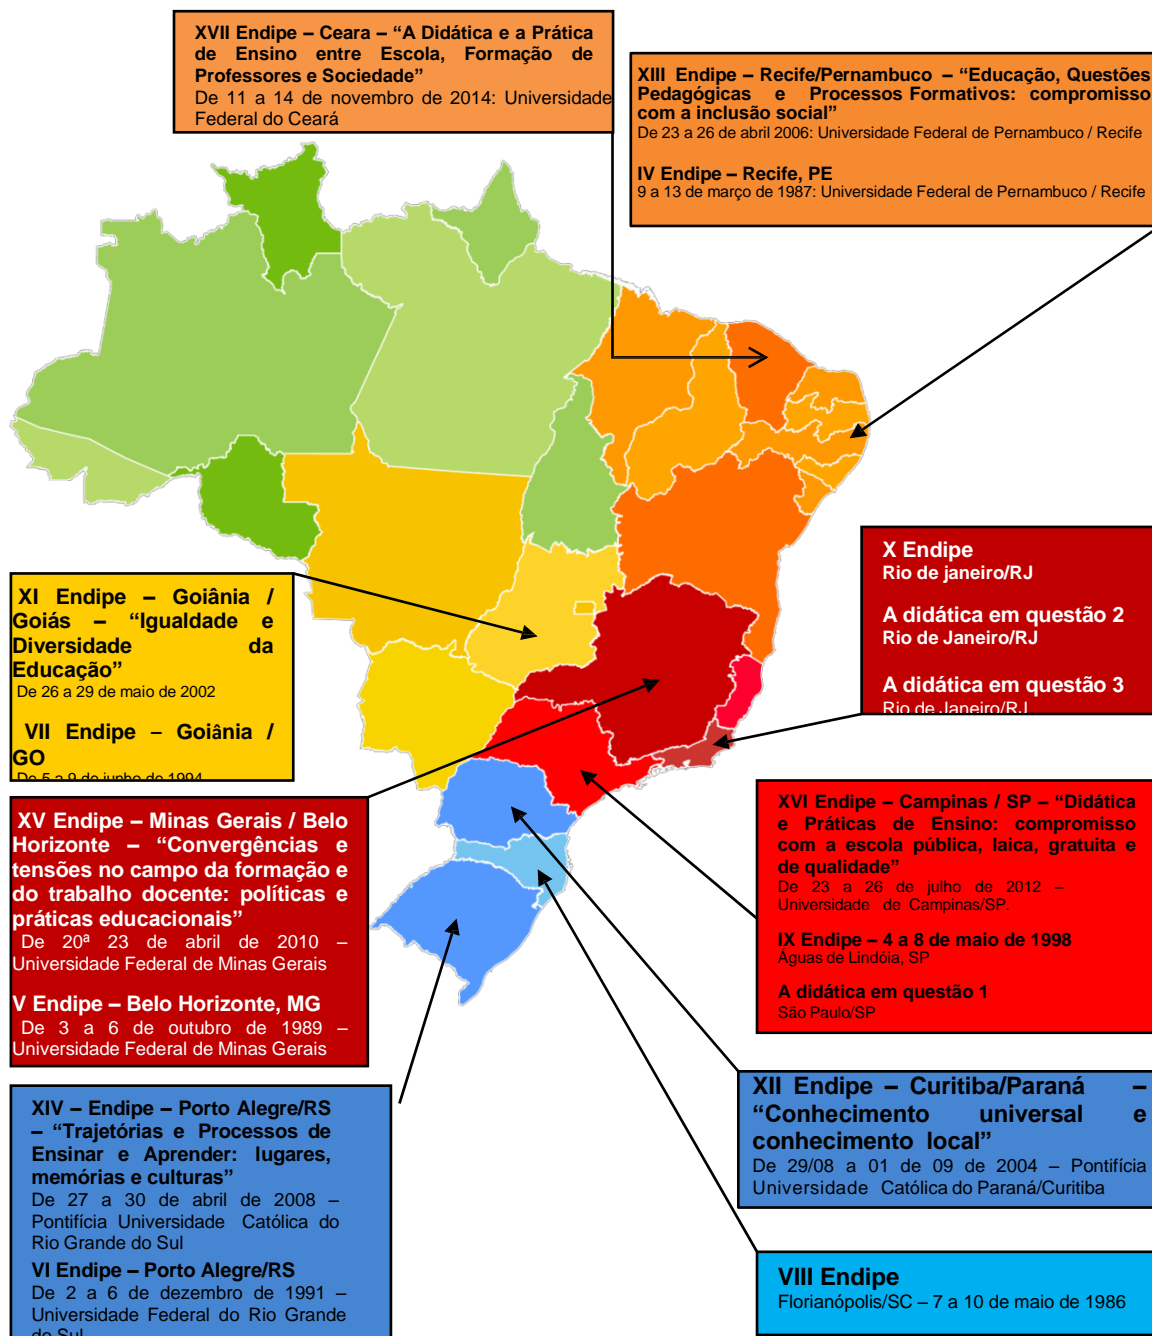 XVII Endipe – Ceara – “A Didática e a Prática
de Ensino entre Escola, Formação de
Professores e Sociedade”
De 11 a 14 de novembro de 2014: Universidade
Federal do Ceará
XIII Endipe – Recife/Pernambuco – “Educação, Questões
Pedagógicas e Processos Formativos: compromisso
com a inclusão social”
De 23 a 26 de abril 2006: Universidade Federal de Pernambuco / Recife
IV Endipe – Recife, PE
9 a 13 de março de 1987: Universidade Federal de Pernambuco / Recife
X Endipe
Rio de janeiro/RJ
A didática em questão 2
Rio de Janeiro/RJ
A didática em questão 3
Rio de Janeiro/RJ
XI Endipe – Goiânia /
Goiás – “Igualdade e
Diversidade da
Educação”
De 26 a 29 de maio de 2002
VII Endipe – Goiânia /
GO
De 5 a 9 de junho de 1994
XV Endipe – Minas Gerais / Belo
Horizonte – “Convergências e
tensões no campo da formação e
do trabalho docente: políticas e
práticas educacionais”
De 20ª 23 de abril de 2010 –
Universidade Federal de Minas Gerais
V Endipe – Belo Horizonte, MG
De 3 a 6 de outubro de 1989 –
Universidade Federal de Minas Gerais
XVI Endipe – Campinas / SP – “Didática
e Práticas de Ensino: compromisso
com a escola pública, laica, gratuita e
de qualidade”
De 23 a 26 de julho de 2012 –
Universidade de Campinas/SP.
IX Endipe – 4 a 8 de maio de 1998
Águas de Lindóia, SP
A didática em questão 1
São Paulo/SP
XIV – Endipe – Porto Alegre/RS
– “Trajetórias e Processos de
Ensinar e Aprender: lugares,
memórias e culturas”
De 27 a 30 de abril de 2008 –
Pontifícia Universidade Católica do
Rio Grande do Sul
VI Endipe – Porto Alegre/RS
De 2 a 6 de dezembro de 1991 –
Universidade Federal do Rio Grande
do Sul
XII Endipe – Curitiba/Paraná –
“Conhecimento universal e
conhecimento local”
De 29/08 a 01 de 09 de 2004 – Pontifícia
Universidade Católica do Paraná/Curitiba
VIII Endipe
Florianópolis/SC – 7 a 10 de maio de 1986